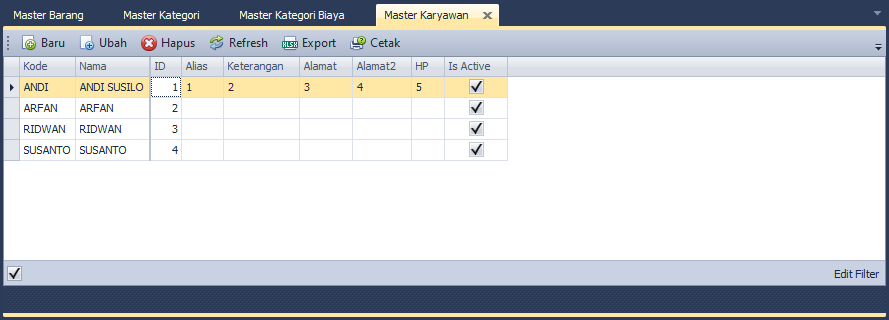 Master Barang Master Kategori Master Kategori Biaya Master Karyawan
Baru Ubah Hapus Refresh XLSX Export Cetak
Kode Nama ID Alias Keterangan Alamat Alamat2 HP Is Active
ANDI ANDI SUSILO 1 1 2 3 4 5
ARFAN ARFAN 2
RIDWAN RIDWAN 3
SUSANTO SUSANTO 4
Edit Filter